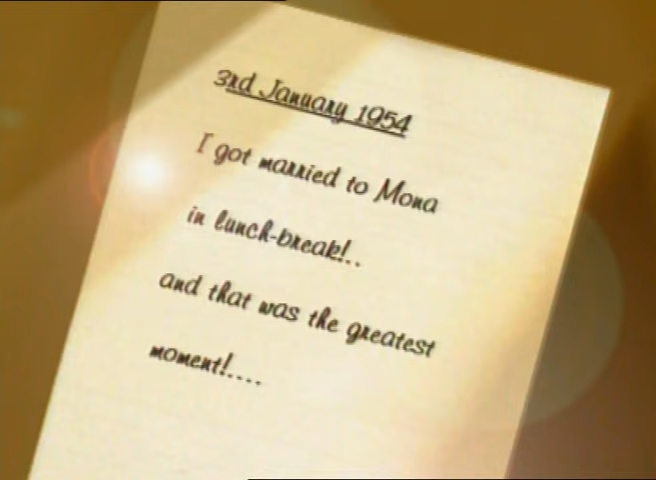 3rd January 1954
I got married to Mona
in lunch-break!..
and that was the greatest
moment!....